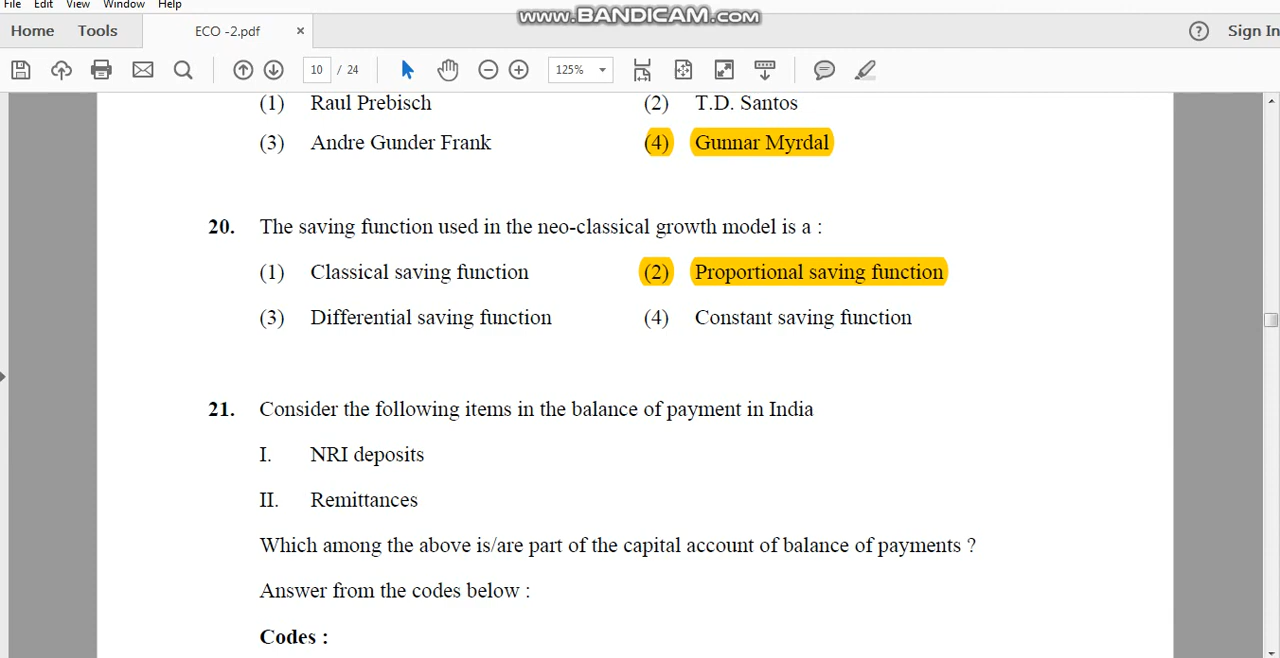 File Edit View Window Help
www.BANDICAM.com
Home Tools ECO -2.pdf × ? Sign In
10 / 24 125%
(1) Raul Prebisch (2) T.D. Santos
(3) Andre Gunder Frank (4) Gunnar Myrdal
20. The saving function used in the neo-classical growth model is a :
(1) Classical saving function (2) Proportional saving function
(3) Differential saving function (4) Constant saving function
21. Consider the following items in the balance of payment in India
I. NRI deposits
II. Remittances
Which among the above is/are part of the capital account of balance of payments ?
Answer from the codes below :
Codes :